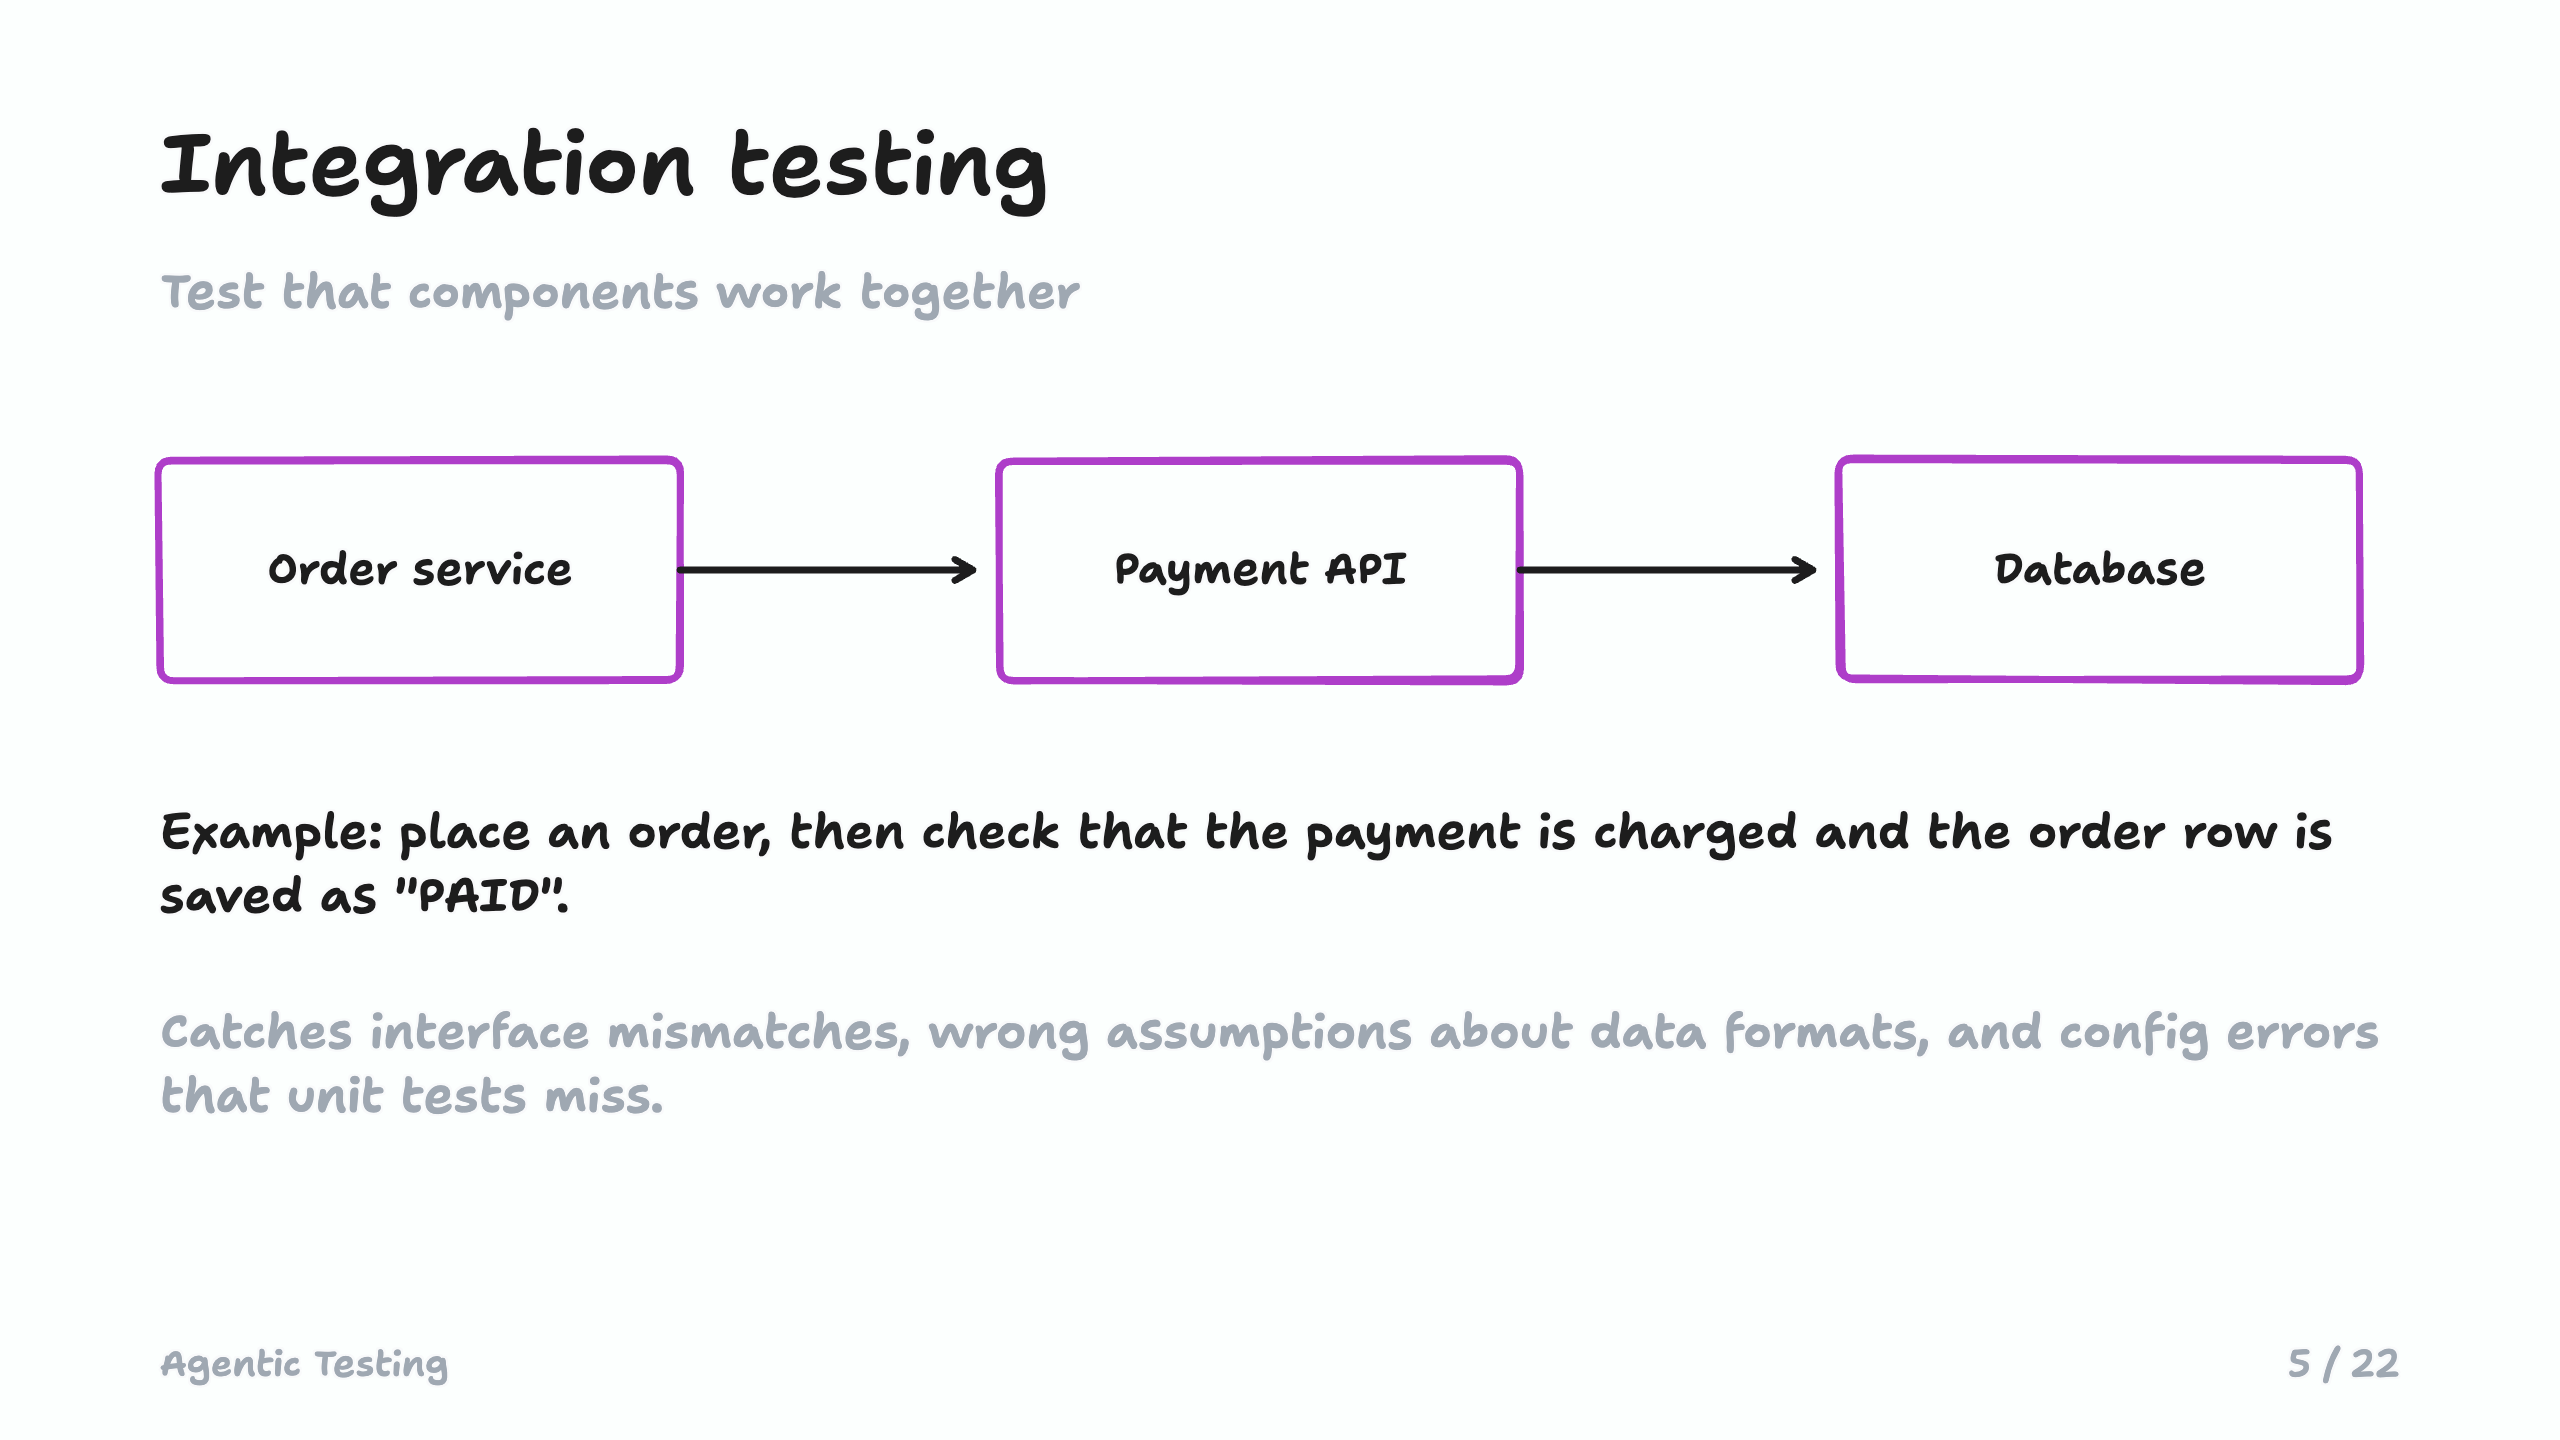 Integration testing
Test that components work together
Order service
Payment API
Database
Example: place an order, then check that the payment is charged and the order row is
saved as "PAID".
Catches interface mismatches, wrong assumptions about data formats, and config errors
that unit tests miss.
Agentic Testing
5 / 22